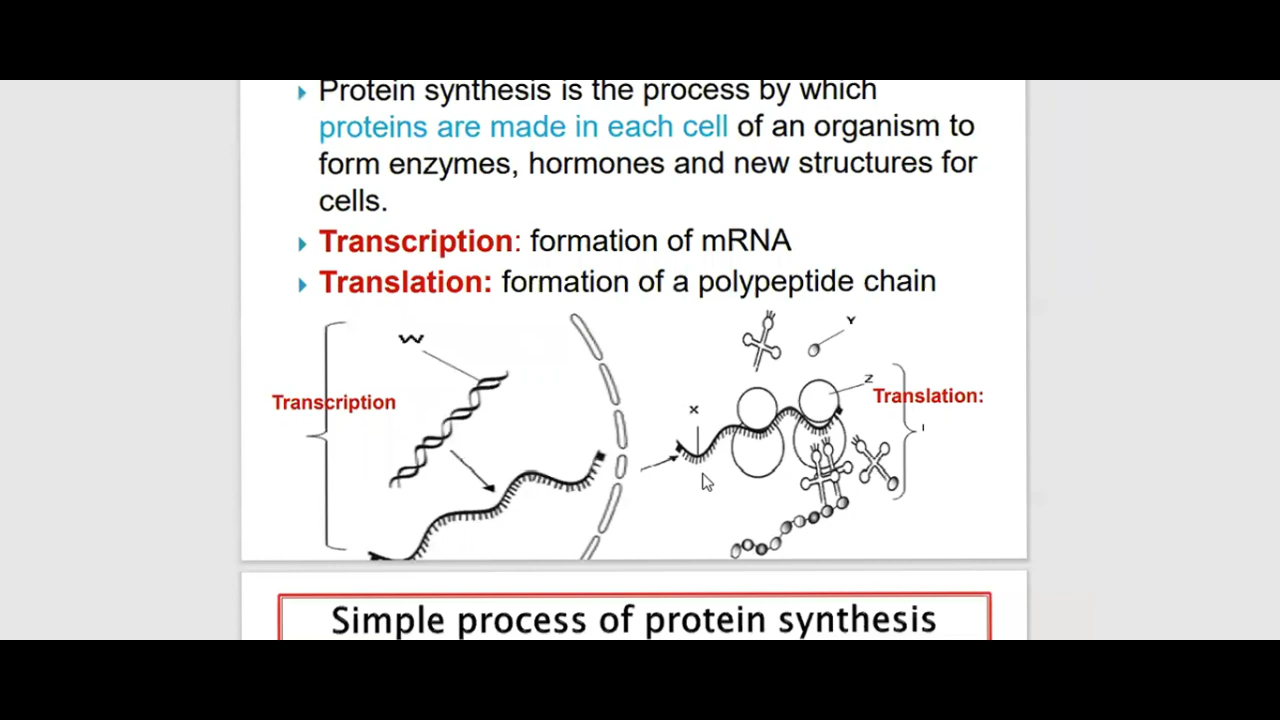 Protein synthesis is the process by which
proteins are made in each cell of an organism to
form enzymes, hormones and new structures for
cells.
Transcription: formation of mRNA
Translation: formation of a polypeptide chain
W
Y
Z
X
Transcription
Translation:
I
Simple process of protein synthesis